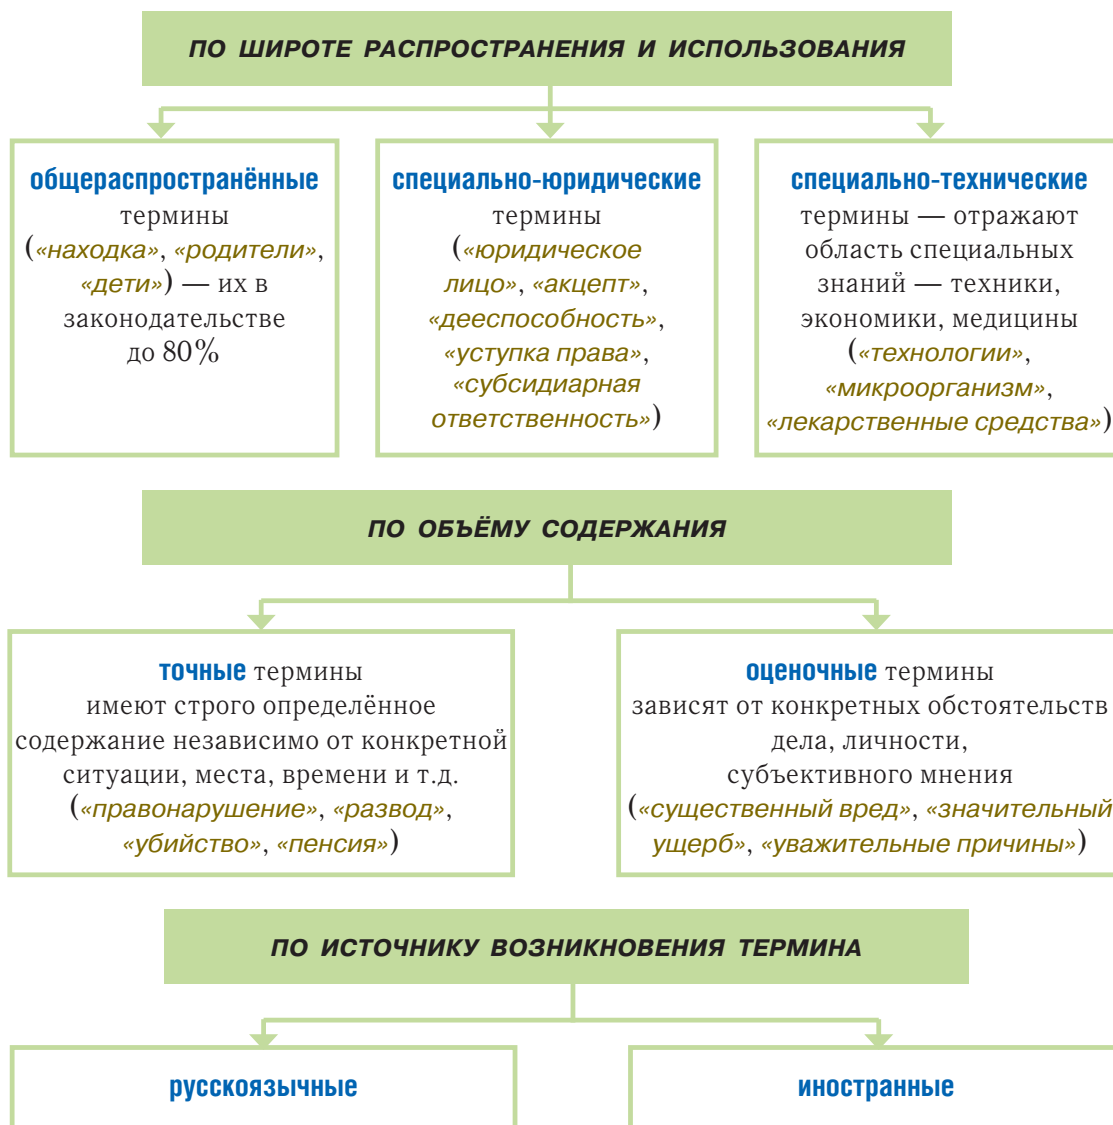 ПО ШИРОТЕ РАСПРОСТРАНЕНИЯ И ИСПОЛЬЗОВАНИЯ
общераспространённые
термины
(«находка», «родители»,
«дети») — их в
законодательстве
до 80%
специально-юридические
термины
(«юридическое
лицо», «акцепт»,
«дееспособность»,
«уступка права»,
«субсидиарная
ответственность»)
специально-технические
термины — отражают
область специальных
знаний — техники,
экономики, медицины
(«технологии»,
«микроорганизм»,
«лекарственные средства»)
ПО ОБЪЁМУ СОДЕРЖАНИЯ
точные термины
имеют строго определённое
содержание независимо от конкретной
ситуации, места, времени и т.д.
(«правонарушение», «развод»,
«убийство», «пенсия»)
оценочные термины
зависят от конкретных обстоятельств
дела, личности,
субъективного мнения
(«существенный вред», «значительный
ущерб», «уважительные причины»)
ПО ИСТОЧНИКУ ВОЗНИКНОВЕНИЯ ТЕРМИНА
русскоязычные
иностранные